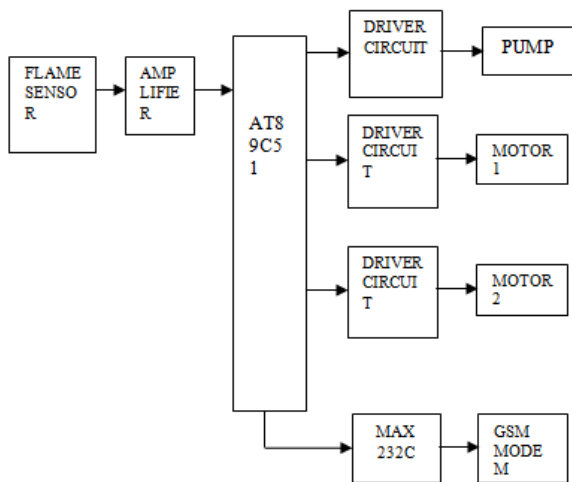 FLAME
SENSO
R
AMP
LIFIE
R
AT8
9C5
1
DRIVER
CIRCUIT
PUMP
DRIVER
CIRCUI
T
MOTOR
1
DRIVER
CIRCUI
T
MOTOR
2
MAX
232C
GSM
MODE
M